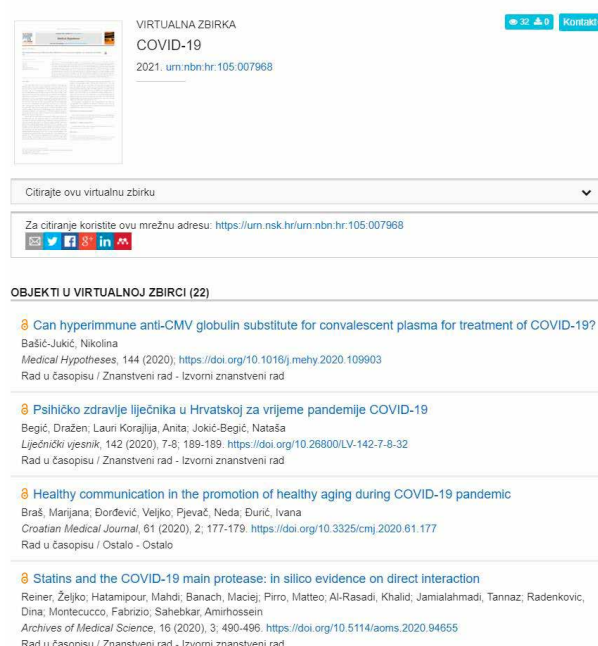 VIRTUALNA ZBIRKA
32 0 Kontakt
COVID-19
2021. urn:nbn:hr:105:007968
Citirajte ovu virtualnu zbirku
Za citiranje koristite ovu mrežnu adresu: https://urn.nsk.hr/urn:nbn:hr:105:007968
OBJEKTI U VIRTUALNOJ ZBIRCI (22)
Can hyperimmune anti-CMV globulin substitute for convalescent plasma for treatment of COVID-19?
Bašić-Jukić, Nikolina
Medical Hypotheses, 144 (2020); https://doi.org/10.1016/j.mehy.2020.109903
Rad u časopisu / Znanstveni rad - Izvorni znanstveni rad
Psihičko zdravlje liječnika u Hrvatskoj za vrijeme pandemije COVID-19
Begić, Dražen; Lauri Korajlija, Anita; Jokić-Begić, Nataša
Liječnički vjesnik, 142 (2020), 7-8; 189-189. https://doi.org/10.26800/LV-142-7-8-32
Rad u časopisu / Znanstveni rad - Izvorni znanstveni rad
Healthy communication in the promotion of healthy aging during COVID-19 pandemic
Braš, Marijana; Đorđević, Veljko; Pjevač, Neda; Đurić, Ivana
Croatian Medical Journal, 61 (2020), 2; 177-179. https://doi.org/10.3325/cmj.2020.61.177
Rad u časopisu / Ostalo - Ostalo
Statins and the COVID-19 main protease: in silico evidence on direct interaction
Reiner, Željko; Hatamipour, Mahdi; Banach, Maciej; Pirro, Matteo; Al-Rasadi, Khalid; Jamialahmadi, Tannaz; Radenkovic,
Dina; Montecucco, Fabrizio; Sahebkar, Amirhossein
Archives of Medical Science, 16 (2020), 3; 490-496. https://doi.org/10.5114/aoms.2020.94655
Rad u časopisu / Znanstveni rad - Izvorni znanstveni rad